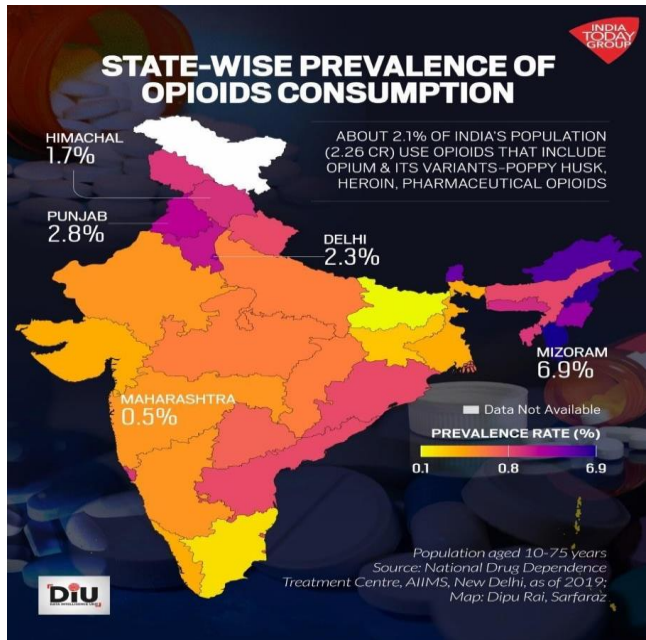 INDIA
TODAY
GROUP
STATE-WISE PREVALENCE OF
OPIOIDS CONSUMPTION
ABOUT 2.1% OF INDIA'S POPULATION
(2.26 CR) USE OPIOIDS THAT INCLUDE
OPIUM & ITS VARIANTS-POPPY HUSK,
HEROIN, PHARMACEUTICAL OPIOIDS
HIMACHAL
1.7%
PUNJAB
2.8%
DELHI
2.3%
MIZORAM
6.9%
MAHARASHTRA
0.5%
Data Not Available
PREVALENCE RATE (%)
0.1 0.8 6.9
Population aged 10-75 years
Source: National Drug Dependence
Treatment Centre, AIIMS, New Delhi, as of 2019;
Map: Dipu Rai, Sarfaraz
DiU